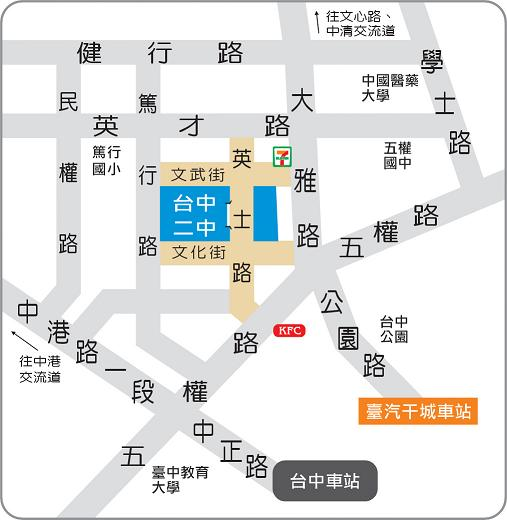 往文心路、
中清交流道
健行路
學士路
中國醫藥
大學
民權路
篤行路
大雅路
英才路
7
五權
國中
篤行
國小
文武街
英士路
台中
二中
文化街
五權路
公園路
台中
公園
KFC
中港路一段
往中港
交流道
臺汽干城車站
五權路
中正路
臺中教育
大學
台中車站